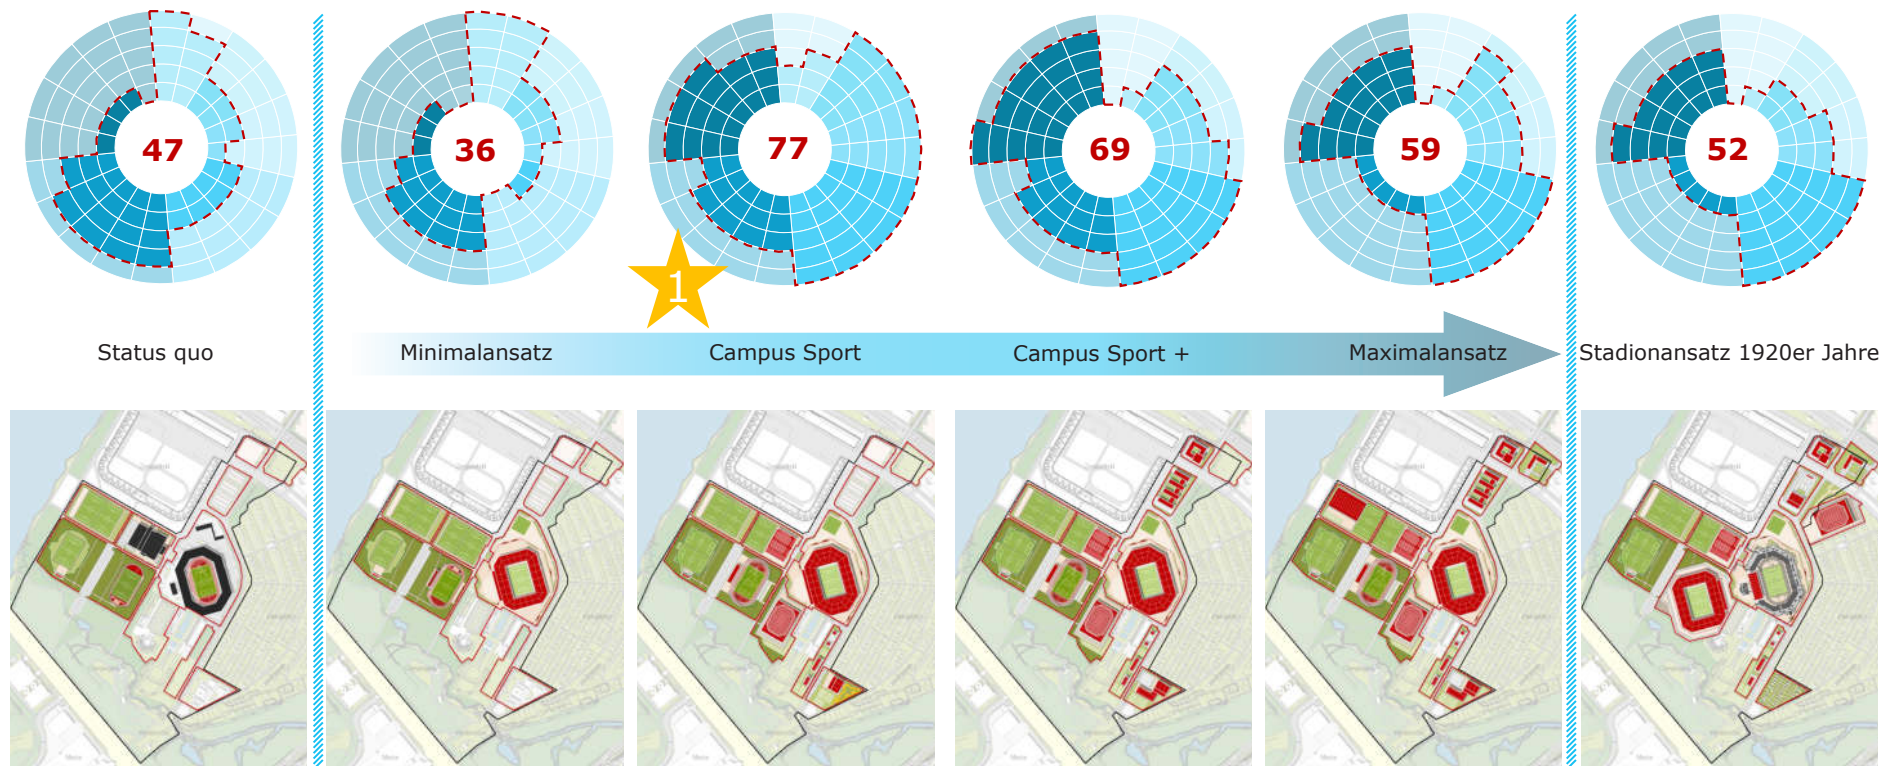 47
36
77
69
59
52
1
Status quo
Minimalansatz
Campus Sport
Campus Sport +
Maximalansatz
Stadionansatz 1920er Jahre